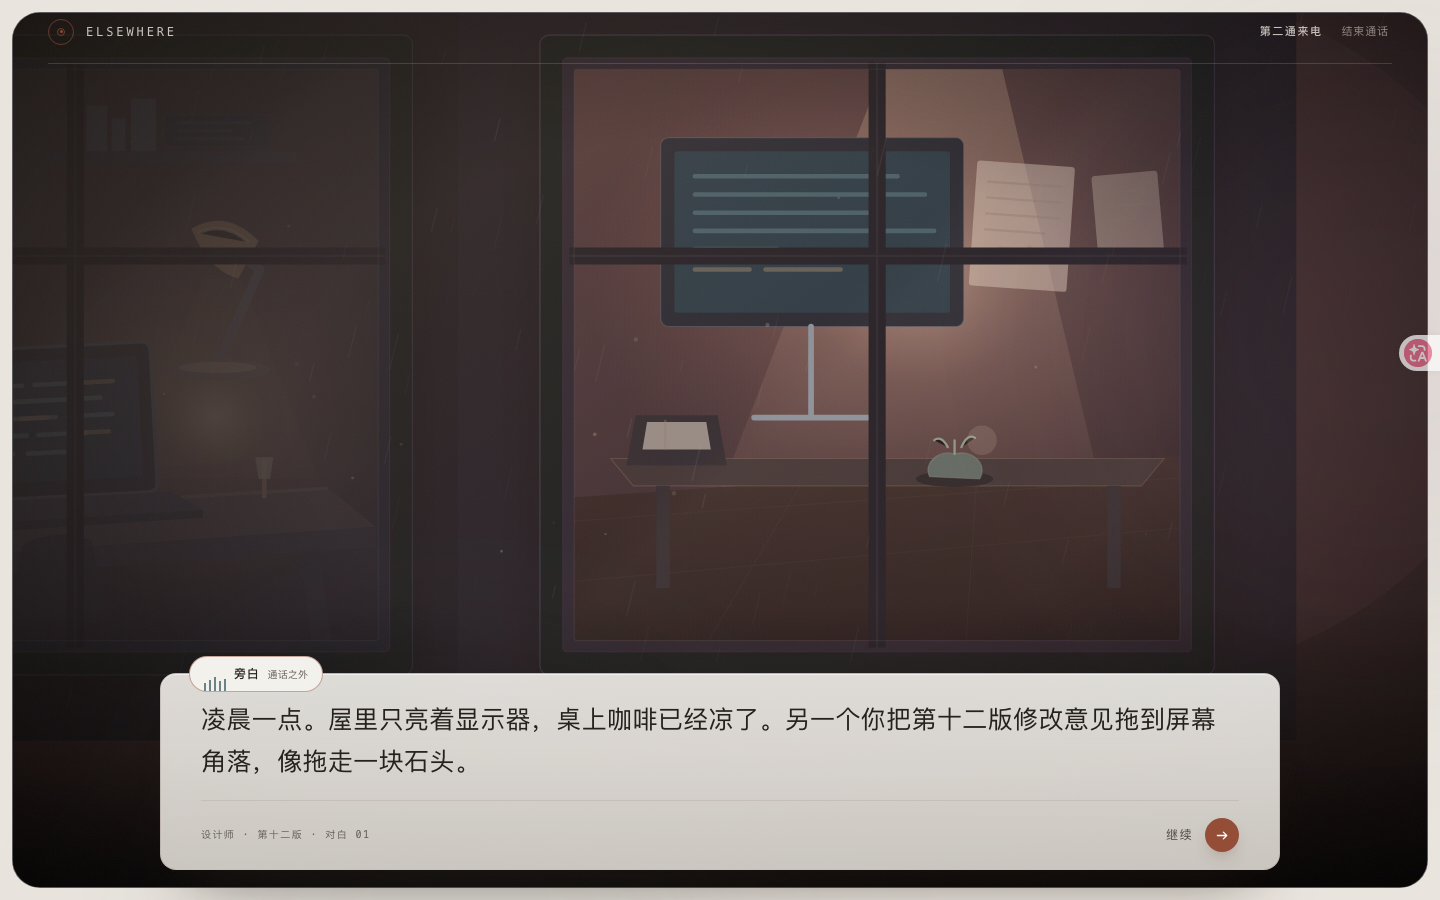 ELSEWHERE
第二通来电 结束通话
旁白 通话之外
凌晨一点。屋里只亮着显示器，桌上咖啡已经凉了。另一个你把第十二版修改意见拖到屏幕
角落，像拖走一块石头。
设计师 · 第十二版 · 对白 01
继续